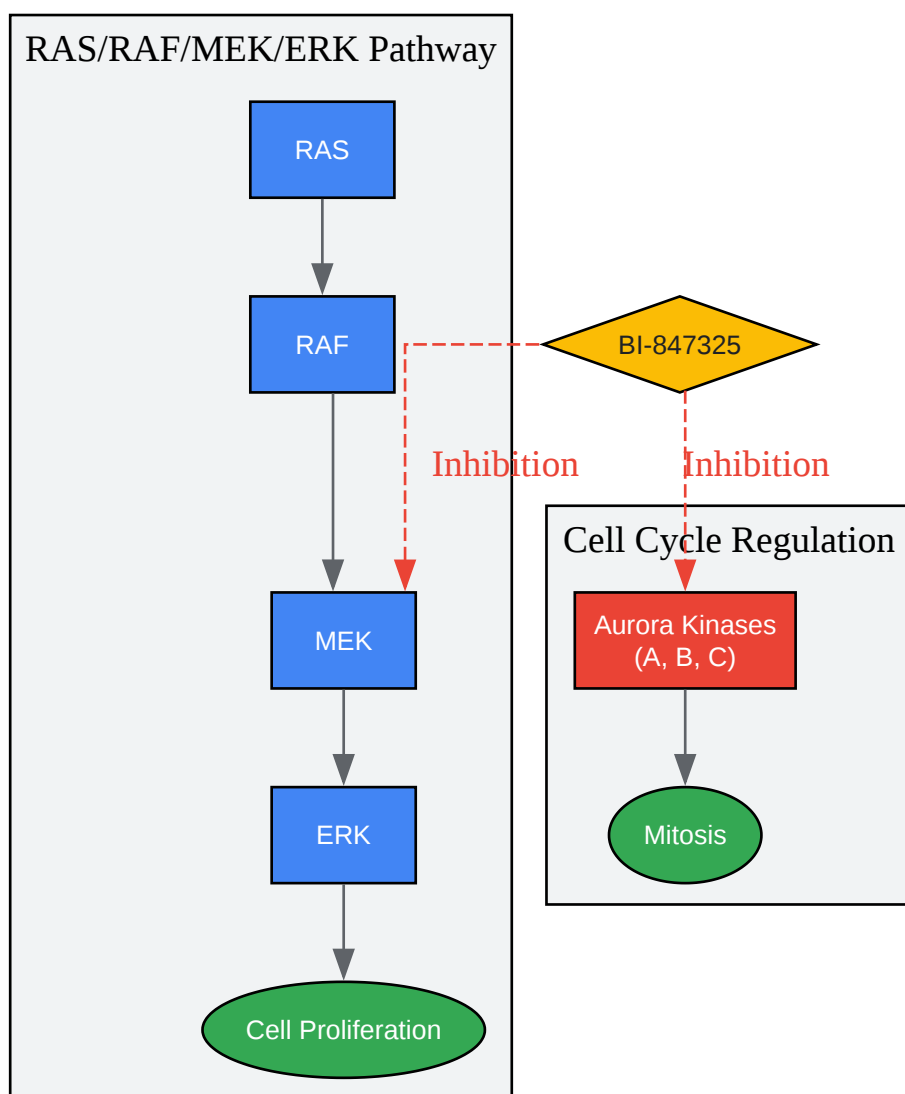 RAS/RAF/MEK/ERK Pathway
RAS
RAF
BI-847325
Inhibition
Inhibition
Cell Cycle Regulation
MEK
Aurora Kinases
(A, B, C)
ERK
Mitosis
Cell Proliferation